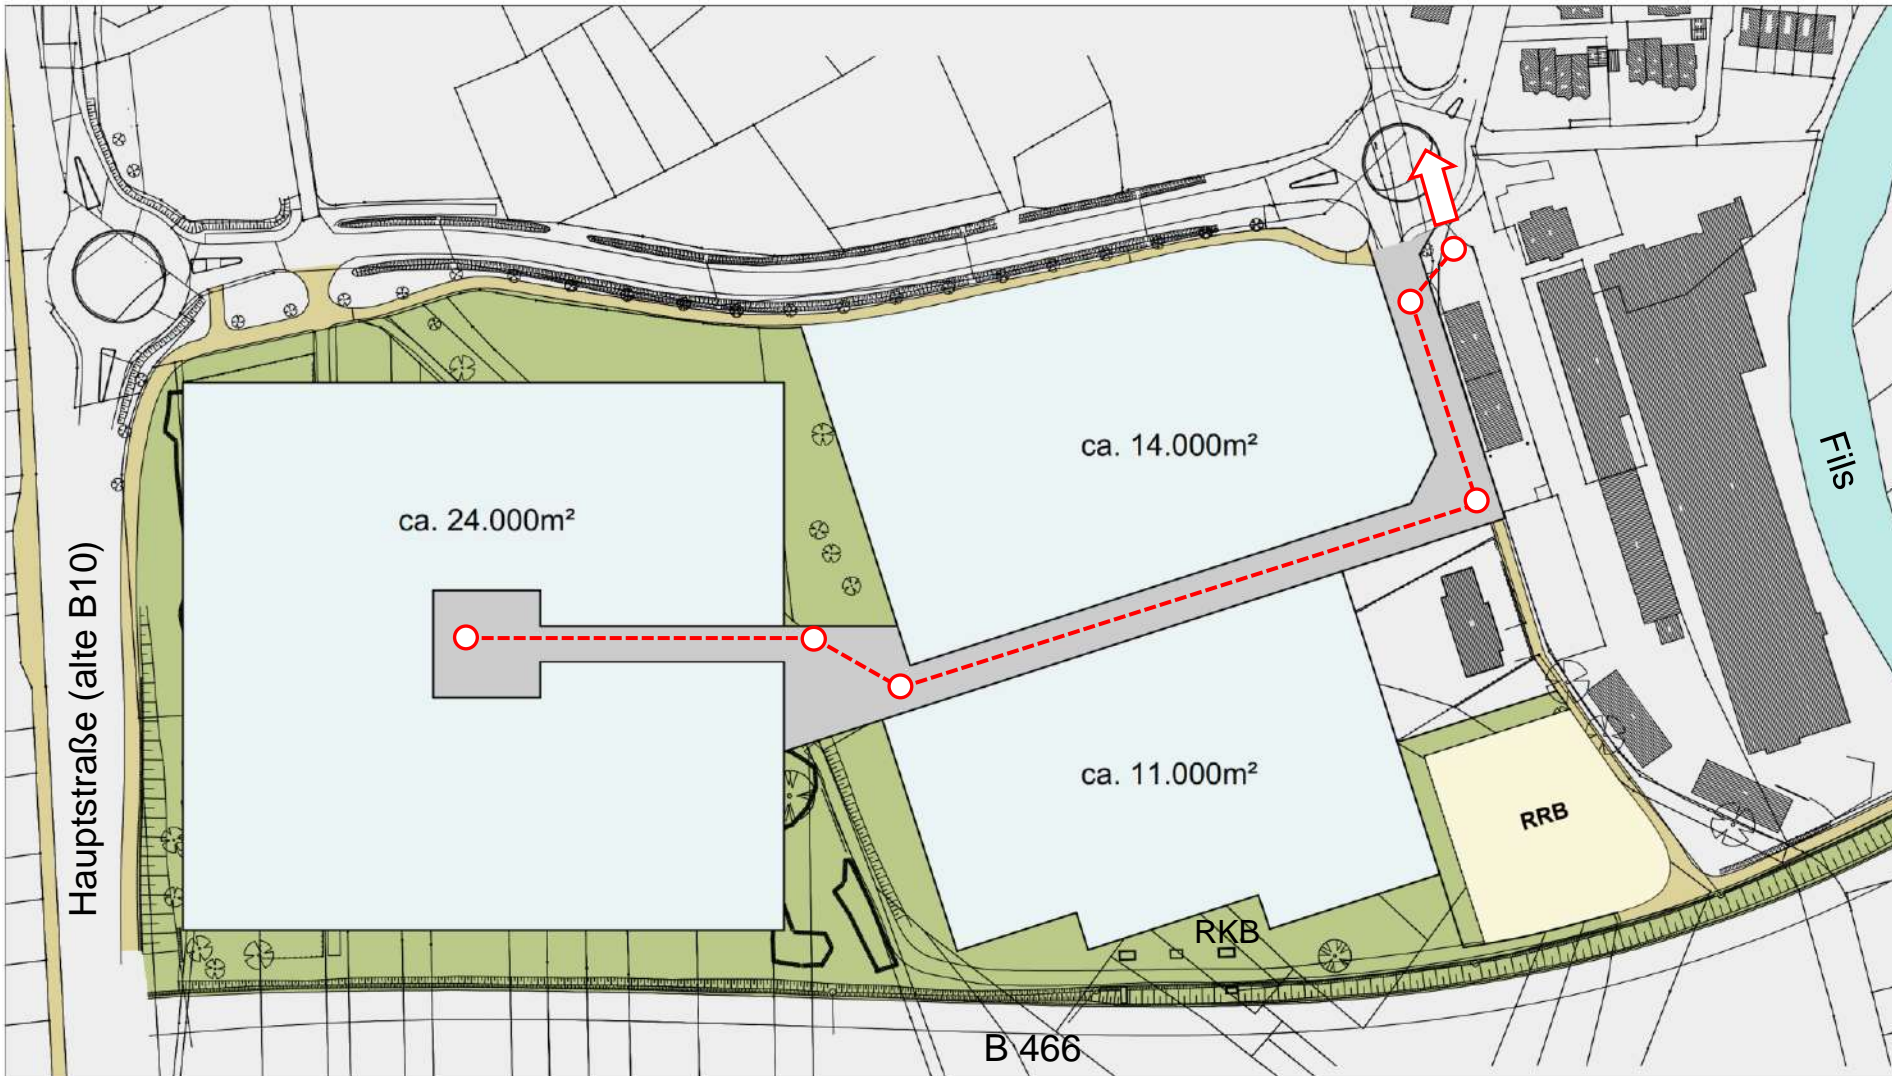 ca. 14.000m²
Fils
ca. 24.000m²
Hauptstraße (alte B10)
ca. 11.000m²
RRB
RKB
B 466